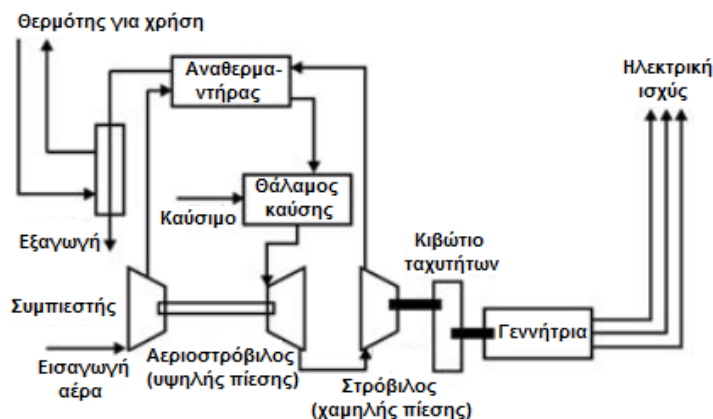 Θερμότης για χρήση
Αναθερμα-
ντήρας
Ηλεκτρική
ισχύς
Θάλαμος
καύσης
Καύσιμο
Εξαγωγή
Κιβώτιο
ταχυτήτων
Συμπιεστής
Γεννήτρια
Εισαγωγή
αέρα
Αεριοστρόβιλος
(υψηλής πίεσης)
Στρόβιλος
(χαμηλής πίεσης)